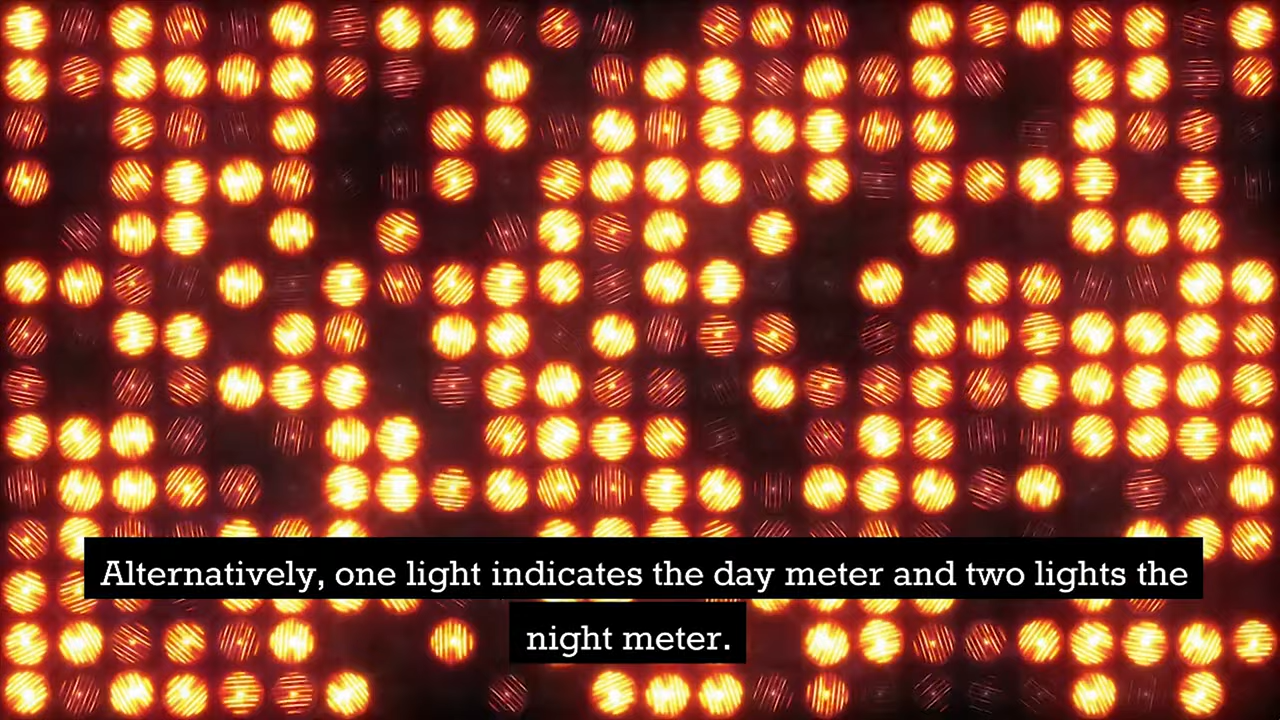 Alternatively, one light indicates the day meter and two lights the
night meter.